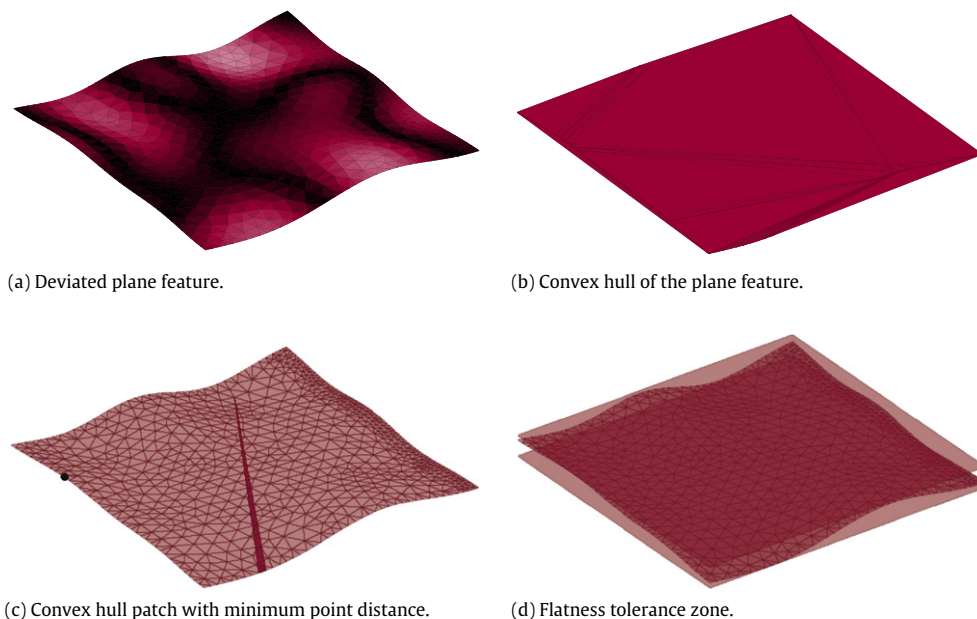 (a) Deviated plane feature.
(b) Convex hull of the plane feature.
(c) Convex hull patch with minimum point distance.
(d) Flatness tolerance zone.